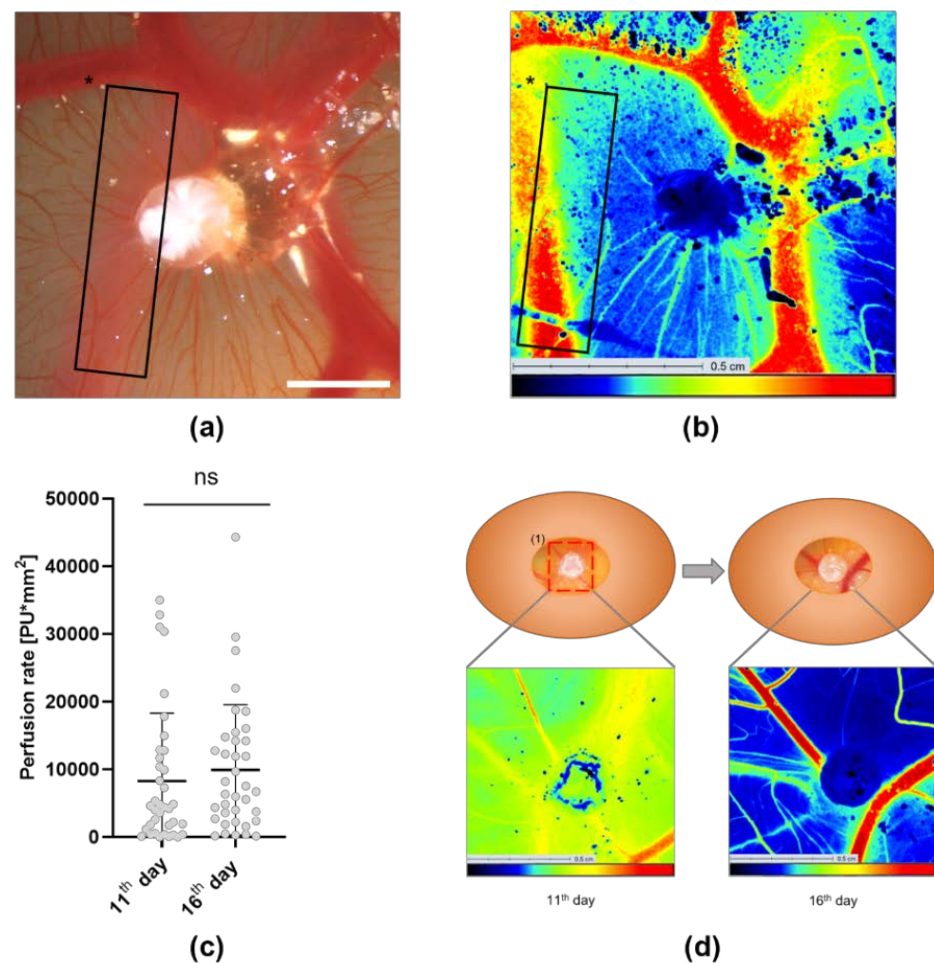 *
*
0.5 cm
(a)
(b)
ns
50000
40000
30000
20000
10000
0
Perfusion rate [PU*mm²]
11ᵗʰ day
16ᵗʰ day
(c)
(1)
0.5 cm
0.5 cm
11ᵗʰ day
16ᵗʰ day
(d)